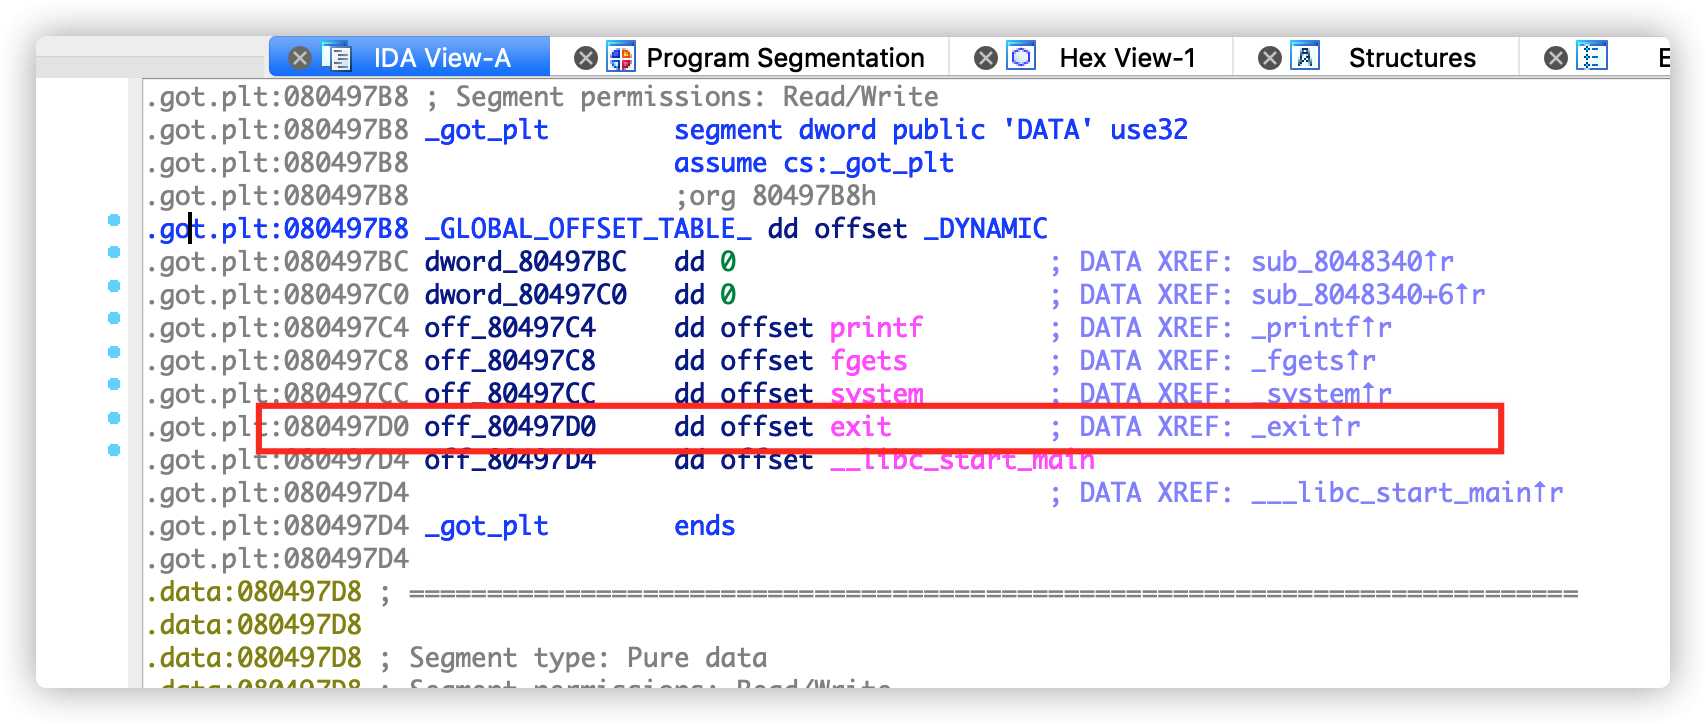 IDA View-A Program Segmentation Hex View-1 Structures E
.got.plt:080497B8 ; Segment permissions: Read/Write
.got.plt:080497B8 _got_plt segment dword public 'DATA' use32
.got.plt:080497B8 assume cs:_got_plt
.got.plt:080497B8 ;org 80497B8h
.got.plt:080497B8 _GLOBAL_OFFSET_TABLE_ dd offset _DYNAMIC
.got.plt:080497BC dword_80497BC dd 0 ; DATA XREF: sub_8048340↑r
.got.plt:080497C0 dword_80497C0 dd 0 ; DATA XREF: sub_8048340+6↑r
.got.plt:080497C4 off_80497C4 dd offset printf ; DATA XREF: _printf↑r
.got.plt:080497C8 off_80497C8 dd offset fgets ; DATA XREF: _fgets↑r
.got.plt:080497CC off_80497CC dd offset system ; DATA XREF: _system↑r
.got.plt:080497D0 off_80497D0 dd offset exit ; DATA XREF: _exit↑r
.got.plt:080497D4 off_80497D4 dd offset __libc_start_main
.got.plt:080497D4 ; DATA XREF: ___libc_start_main↑r
.got.plt:080497D4 _got_plt ends
.got.plt:080497D4
.data:080497D8 ; ===========================================================================
.data:080497D8
.data:080497D8 ; Segment type: Pure data
.data:080497D8 ; Segment permissions: Read/Write